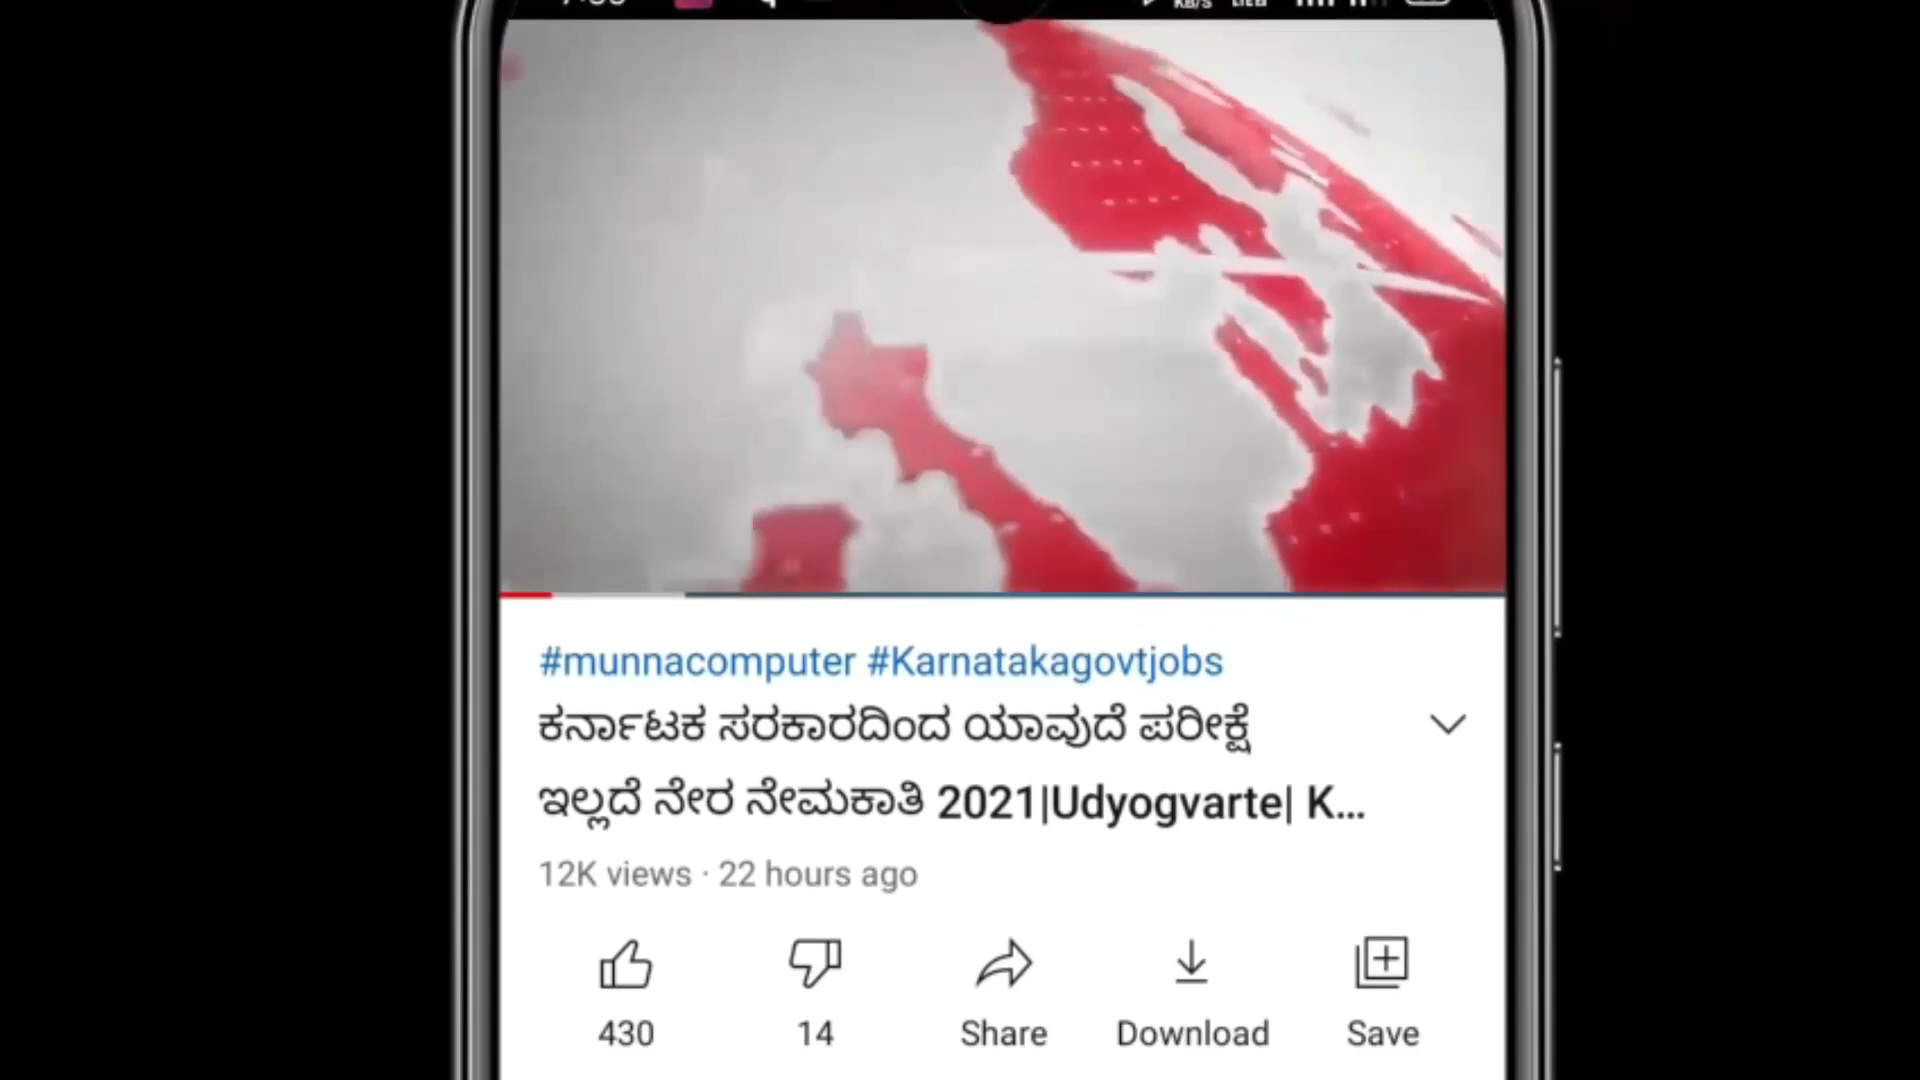 KB/S
#munnacomputer #Karnatakagovtjobs
ಕರ್ನಾಟಕ ಸರಕಾರದಿಂದ ಯಾವುದೆ ಪರೀಕ್ಷೆ
ಇಲ್ಲದೆ ನೇರ ನೇಮಕಾತಿ 2021|Udyogvarte| K...
12K views · 22 hours ago
430 14 Share Download Save